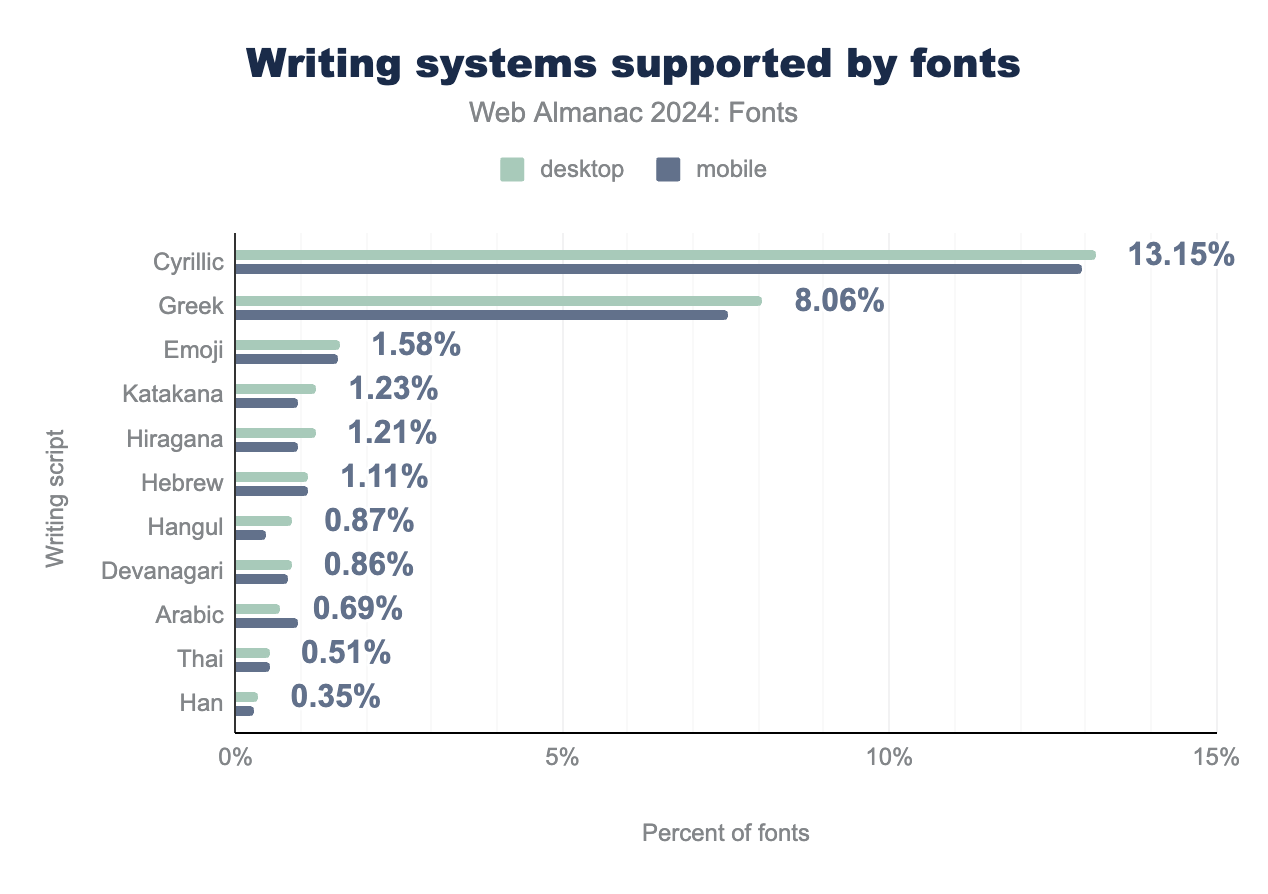 Writing systems supported by fonts
Web Almanac 2024: Fonts
desktop mobile
Writing script
Cyrillic 13.15%
Greek 8.06%
Emoji 1.58%
Katakana 1.23%
Hiragana 1.21%
Hebrew 1.11%
Hangul 0.87%
Devanagari 0.86%
Arabic 0.69%
Thai 0.51%
Han 0.35%
0% 5% 10% 15%
Percent of fonts